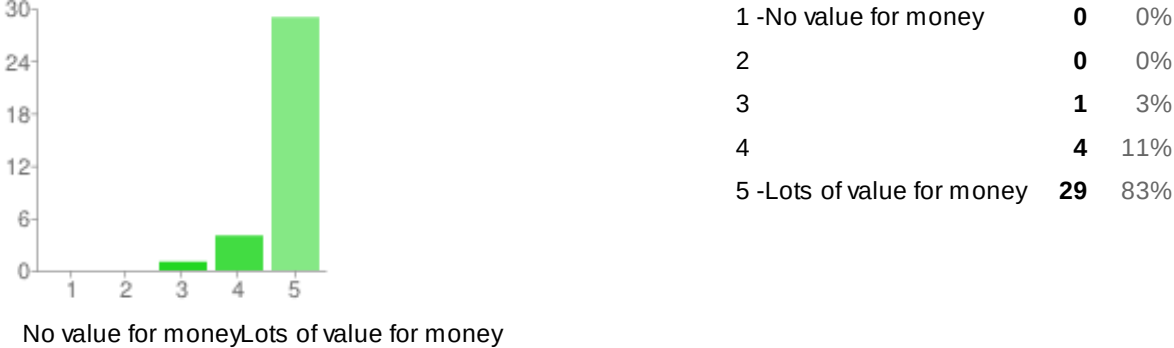 30
24
18
12
6
0
1 2 3 4 5
No value for moneyLots of value for money
1 -No value for money 0 0%
2 0 0%
3 1 3%
4 4 11%
5 -Lots of value for money 29 83%